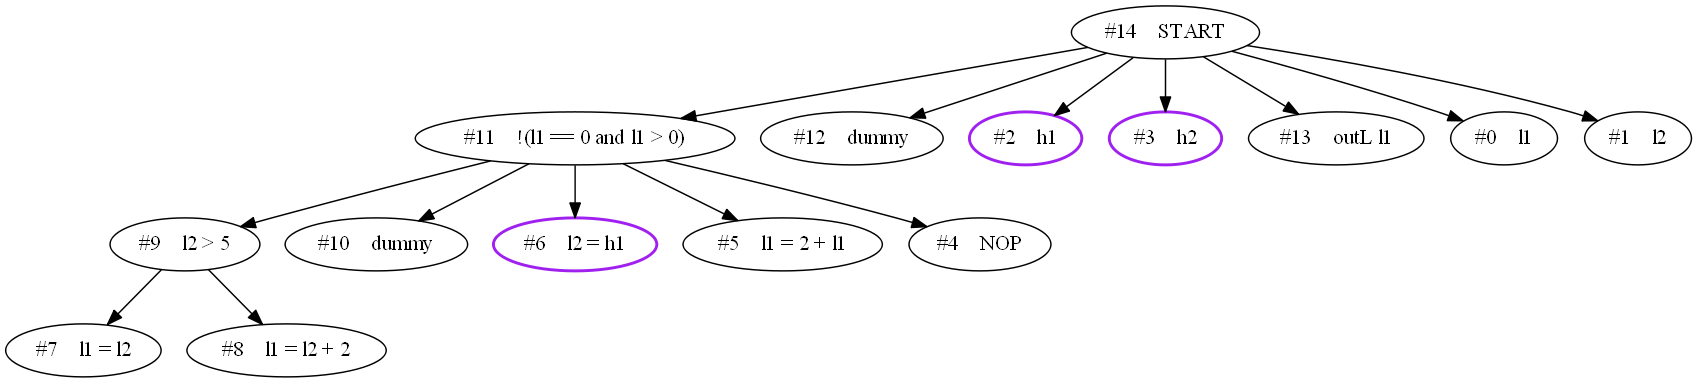 #14 START
#11 !(l1 == 0 and l1 > 0)
#12 dummy
#2 h1
#3 h2
#13 outL l1
#0 l1
#1 l2
#9 l2 > 5
#10 dummy
#6 l2 = h1
#5 l1 = 2 + l1
#4 NOP
#7 l1 = l2
#8 l1 = l2 + 2